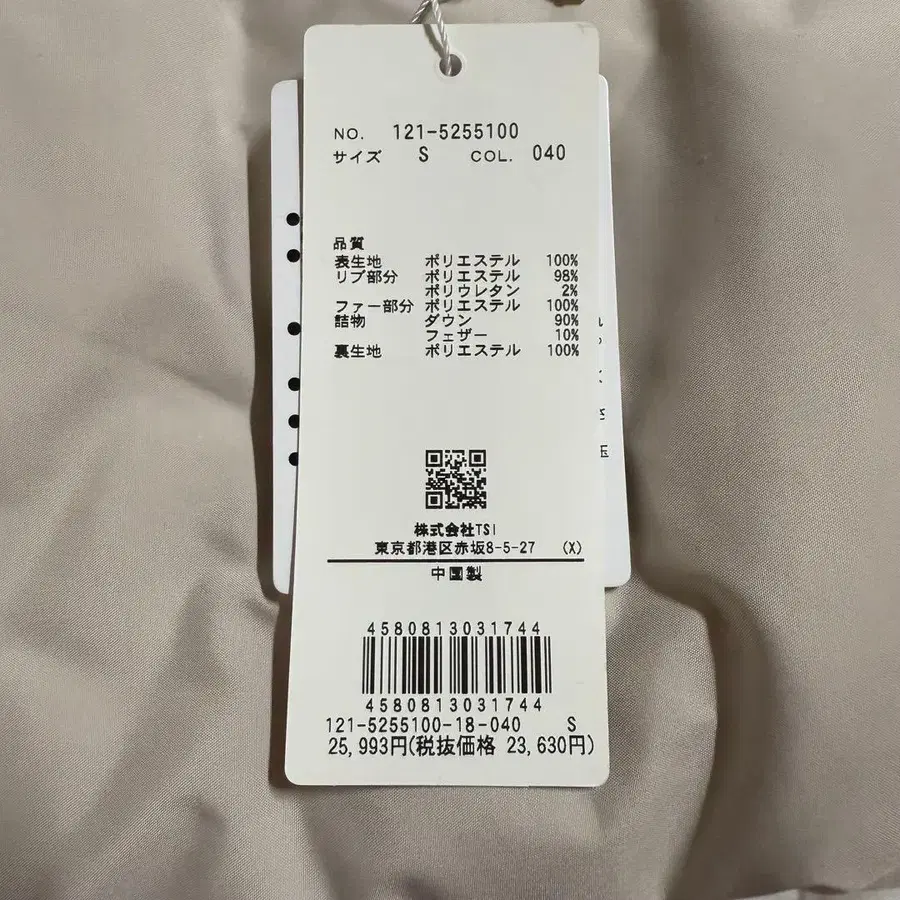 NO. 121-5255100
サイズ S COL. 040
品質
表生地 ポリエステル 100%
リブ部分 ポリエステル 98%
ポリウレタン 2%
ファー部分 ポリエステル 100%
詰物 ダウン 90%
フェザー 10%
裏生地 ポリエステル 100%
株式会社TSI
東京都港区赤坂8-5-27 (X)
中国製
4580813031744
4580813031744
121-5255100-18-040 S
25,993円(税抜価格 23,630円)